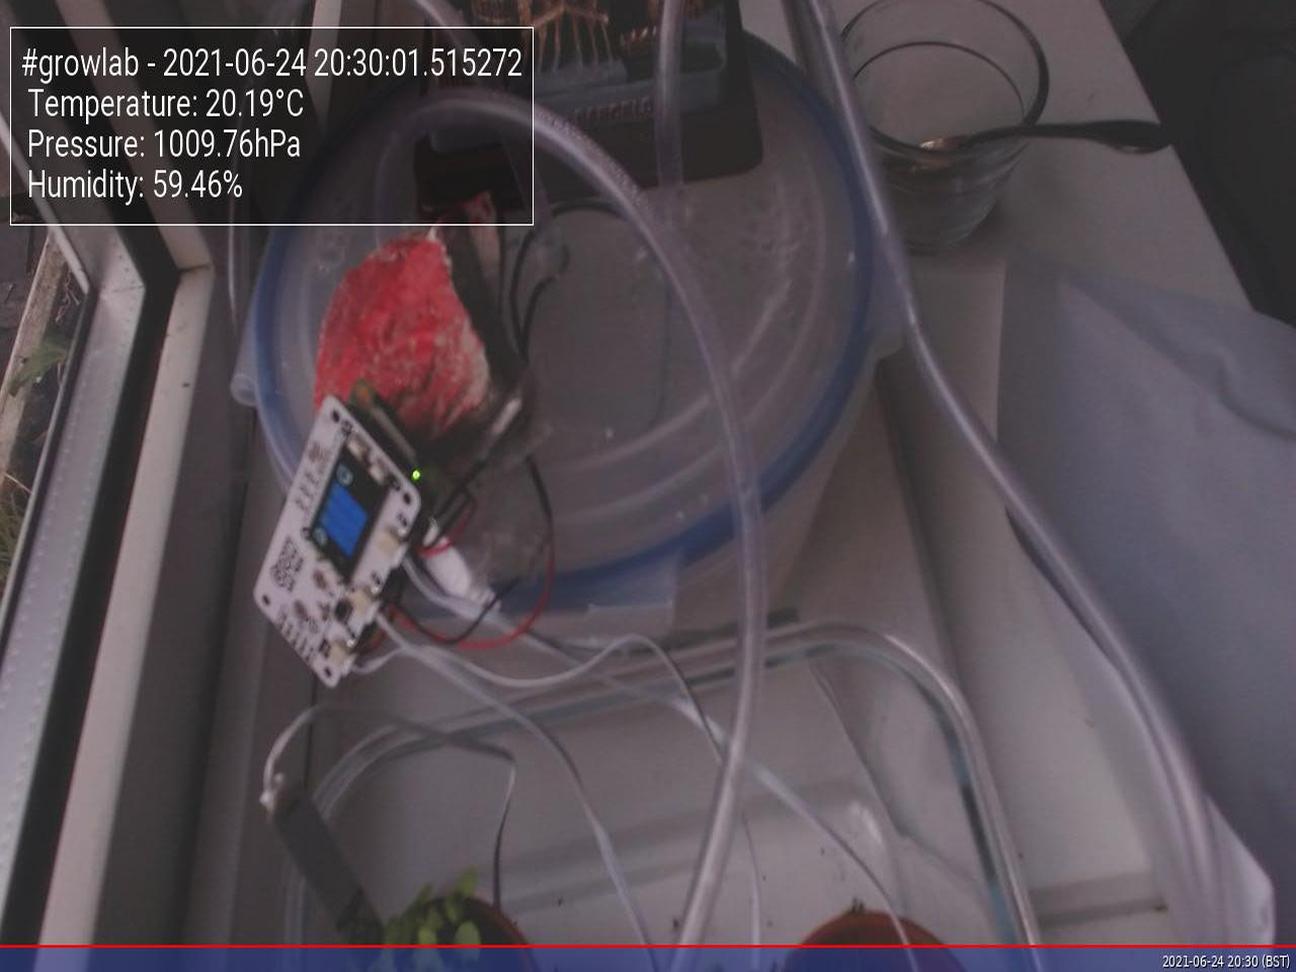 #growlab - 2021-06-24 20:30:01.515272
Temperature: 20.19°C
Pressure: 1009.76hPa
Humidity: 59.46%
2021-06-24 20:30 (BST)